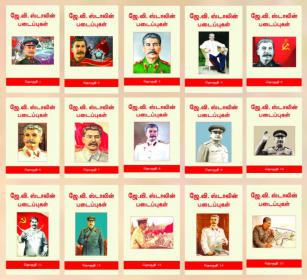 ஜே.வி. ஸ்டாலின்
படைப்புகள்
தொகுதி 1
ஜே.வி. ஸ்டாலின்
படைப்புகள்
தொகுதி 2
ஜே.வி. ஸ்டாலின்
படைப்புகள்
தொகுதி 3
ஜே.வி. ஸ்டாலின்
படைப்புகள்
தொகுதி 4
ஜே.வி. ஸ்டாலின்
படைப்புகள்
தொகுதி 5
ஜே.வி. ஸ்டாலின்
படைப்புகள்
தொகுதி 6
ஜே.வி. ஸ்டாலின்
படைப்புகள்
தொகுதி 7
ஜே.வி. ஸ்டாலின்
படைப்புகள்
தொகுதி 8
ஜே.வி. ஸ்டாலின்
படைப்புகள்
தொகுதி 9
ஜே.வி. ஸ்டாலின்
படைப்புகள்
தொகுதி 10
ஜே.வி. ஸ்டாலின்
படைப்புகள்
தொகுதி 11
ஜே.வி. ஸ்டாலின்
படைப்புகள்
தொகுதி 12
ஜே.வி. ஸ்டாலின்
படைப்புகள்
தொகுதி 13
ஜே.வி. ஸ்டாலின்
படைப்புகள்
தொகுதி 14
ஜே.வி. ஸ்டாலின்
படைப்புகள்
தொகுதி 15